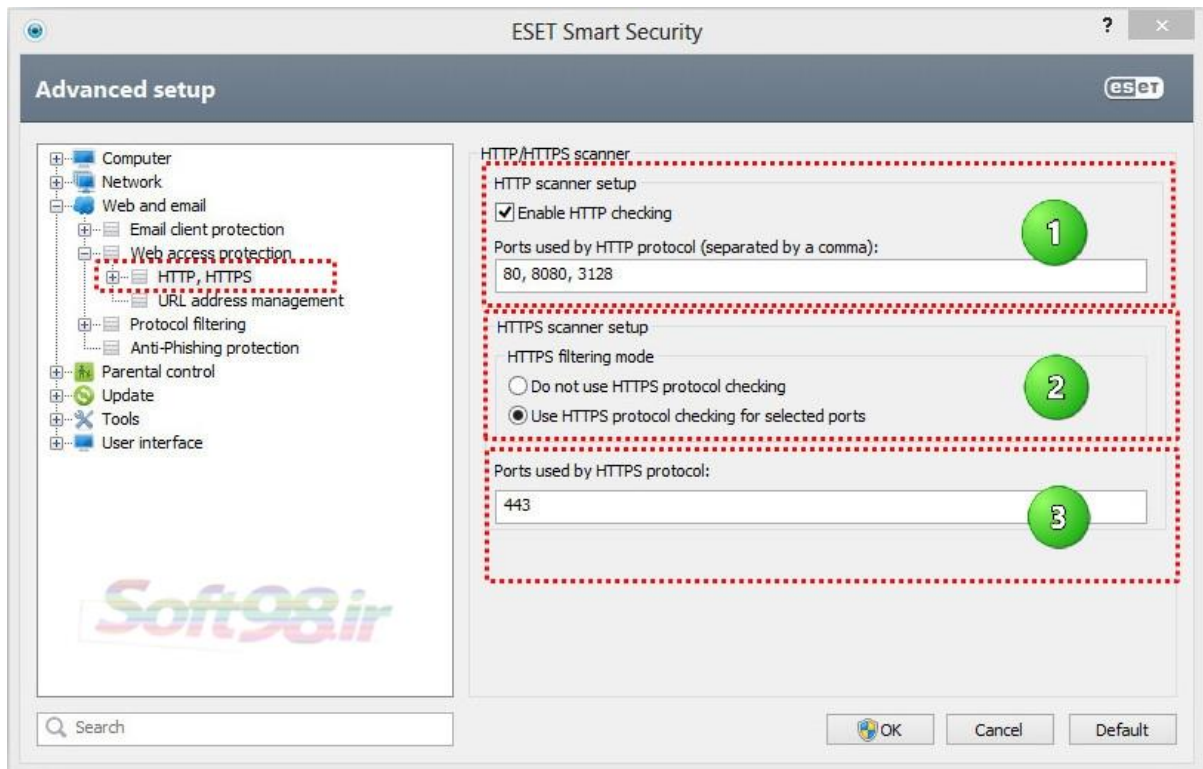 ESET Smart Security
?
Advanced setup
eset
Computer
Network
Web and email
Email client protection
Web access protection
HTTP, HTTPS
URL address management
Protocol filtering
Anti-Phishing protection
Parental control
Update
Tools
User interface
Soft98.ir
Search
HTTP/HTTPS scanner
HTTP scanner setup
Enable HTTP checking
1
Ports used by HTTP protocol (separated by a comma):
80, 8080, 3128
HTTPS scanner setup
HTTPS filtering mode
Do not use HTTPS protocol checking
2
Use HTTPS protocol checking for selected ports
Ports used by HTTPS protocol:
443
3
OK
Cancel
Default